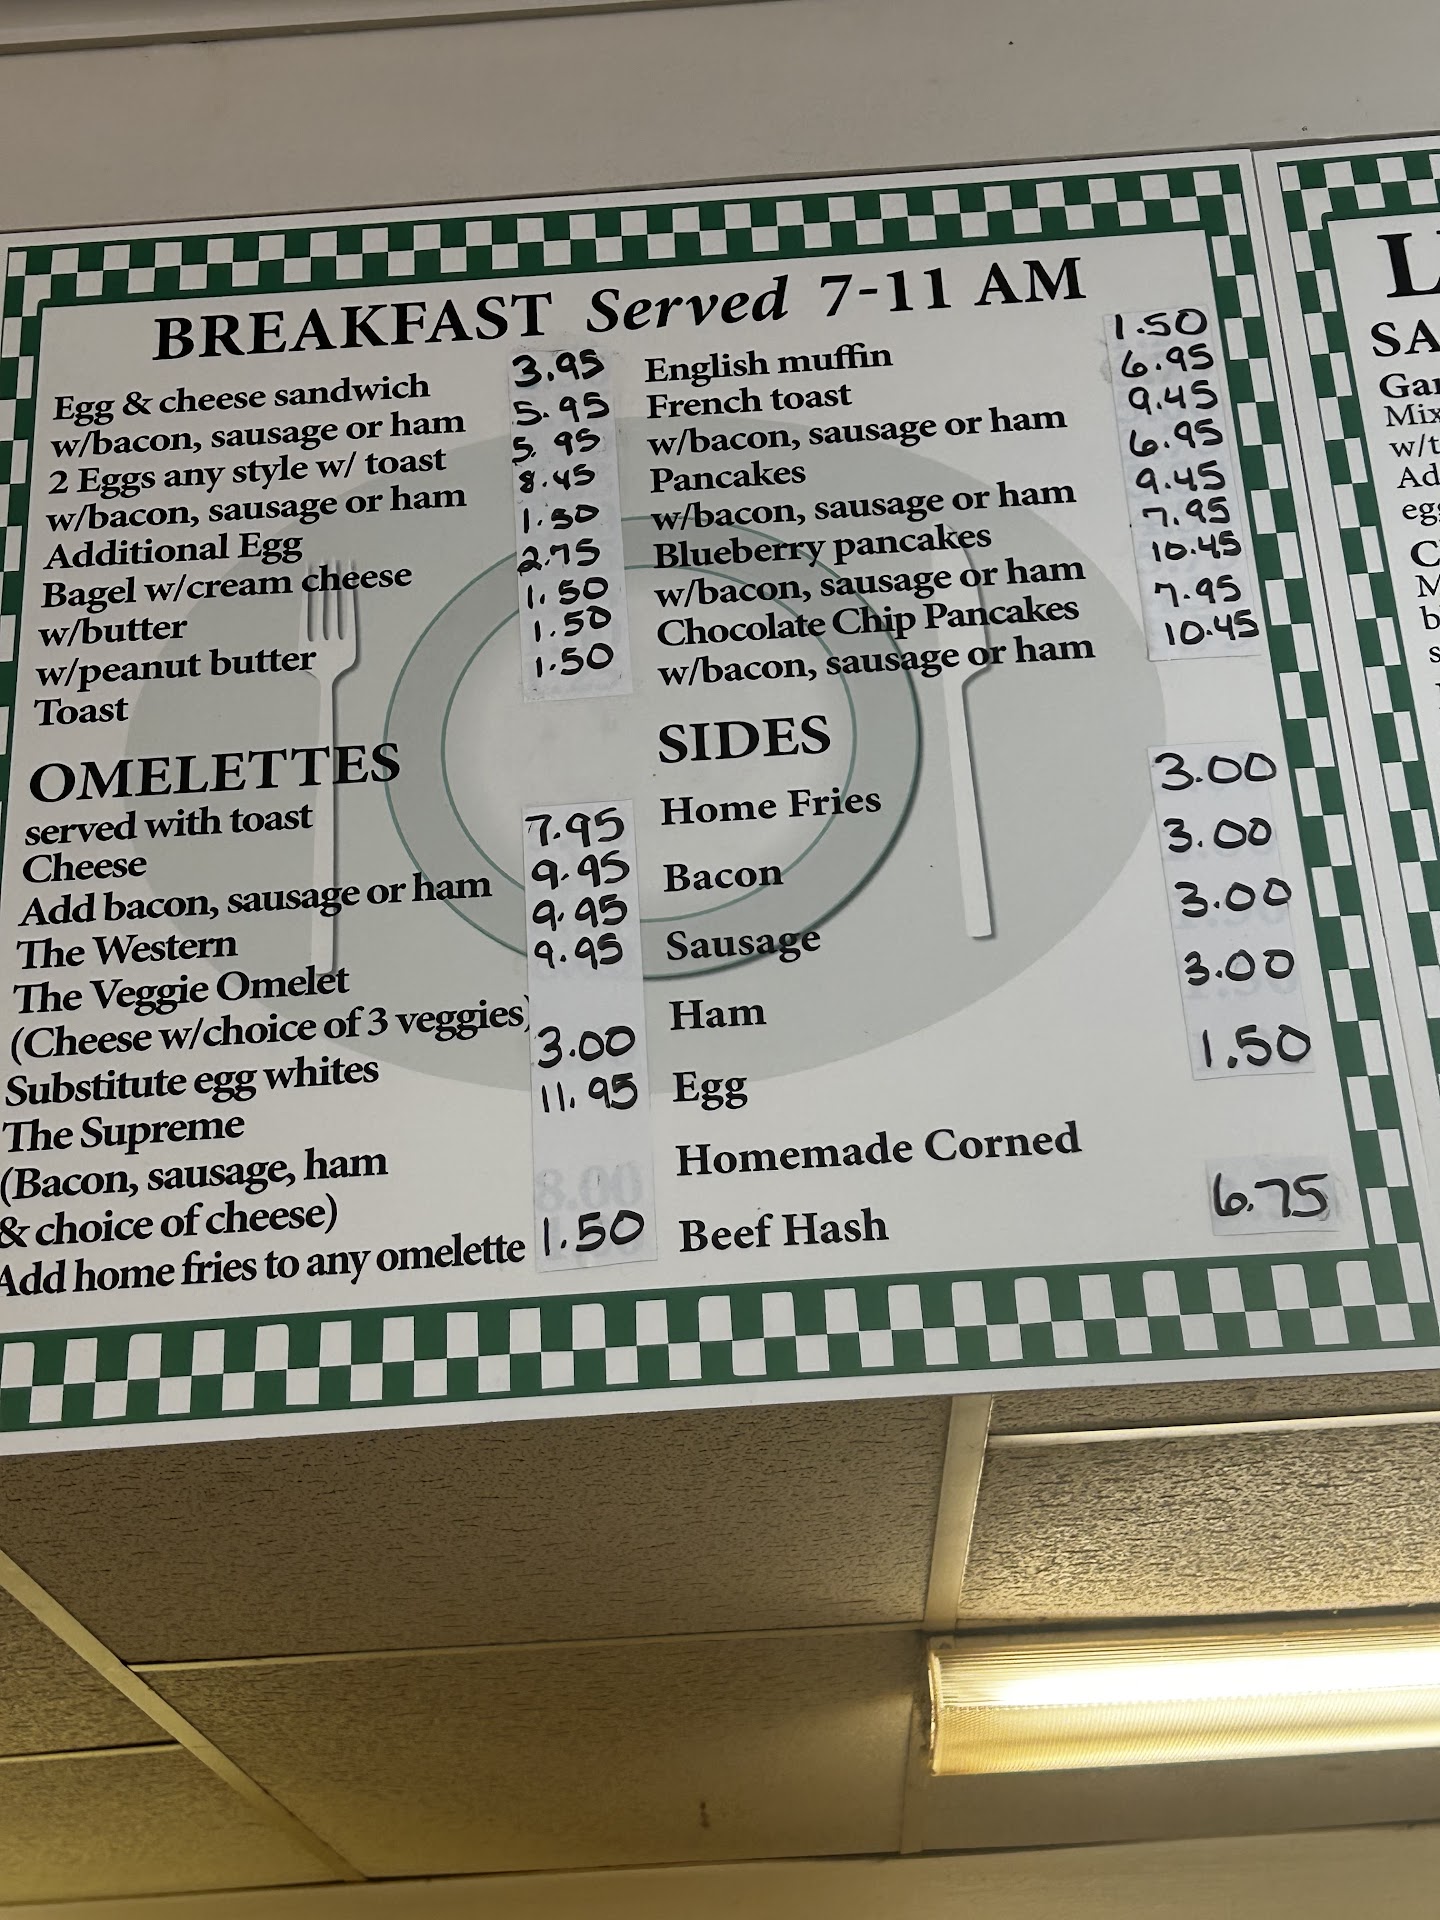 BREAKFAST Served 7-11 AM
Egg & cheese sandwich 3.95
w/bacon, sausage or ham 5.95
2 Eggs any style w/ toast 5.95
w/bacon, sausage or ham 8.45
Additional Egg 1.50
Bagel w/cream cheese 2.75
w/butter 1.50
w/peanut butter 1.50
Toast 1.50
OMELETTES
served with toast
Cheese 7.95
Add bacon, sausage or ham 9.95
The Western 9.95
The Veggie Omelet 9.95
(Cheese w/choice of 3 veggies)
Substitute egg whites 3.00
The Supreme 11.95
(Bacon, sausage, ham
& choice of cheese)
8.00
Add home fries to any omelette 1.50
English muffin 1.50
French toast 6.95
w/bacon, sausage or ham 9.45
Pancakes 6.95
w/bacon, sausage or ham 9.45
Blueberry pancakes 7.95
w/bacon, sausage or ham 10.45
Chocolate Chip Pancakes 7.95
w/bacon, sausage or ham 10.45
SIDES
Home Fries 3.00
Bacon 3.00
Sausage 3.00
Ham 3.00
Egg 1.50
Homemade Corned
Beef Hash 6.75
L
SA
Gar
Mix
w/t
Ad
egg
C
M
b
s